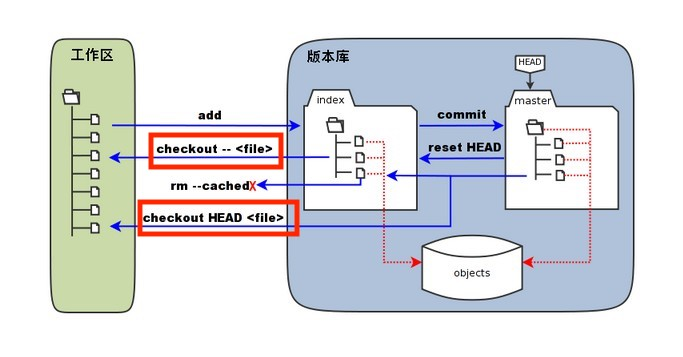 工作区
版本库
HEAD
index
master
add
commit
checkout -- <file>
reset HEAD
rm --cached
X
checkout HEAD <file>
objects